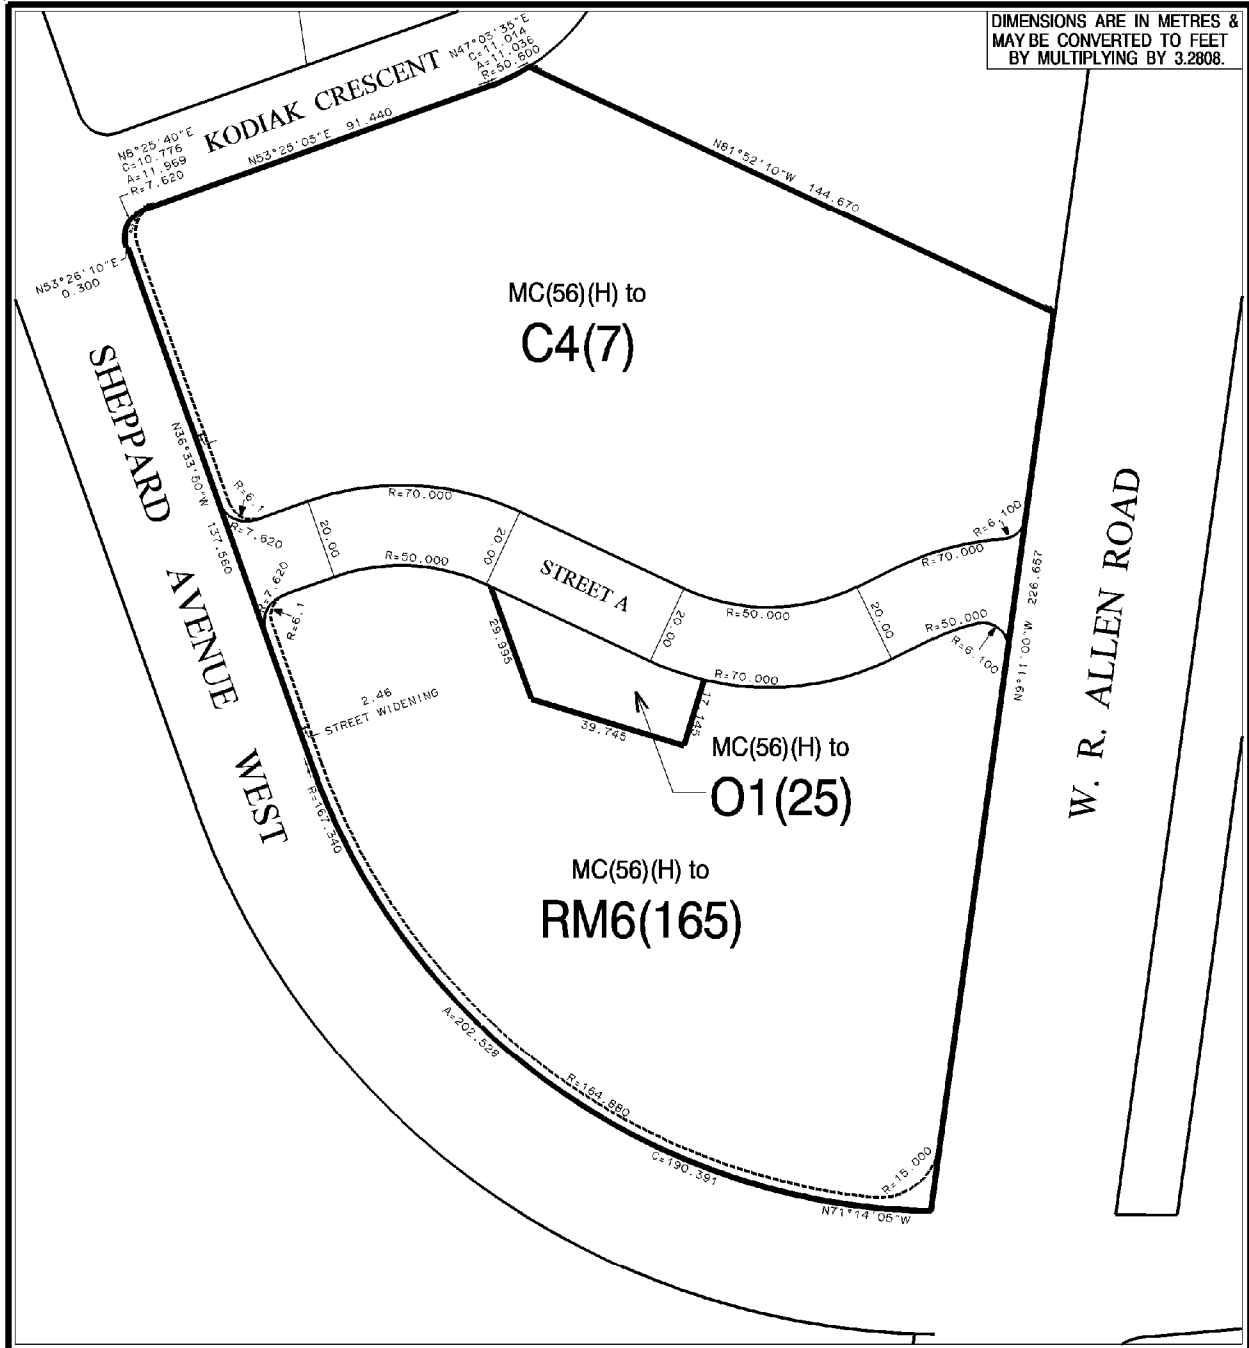 DIMENSIONS ARE IN METRES &
MAY BE CONVERTED TO FEET
BY MULTIPLYING BY 3.2808.
N47°03'35"E
C=11.014
A=11.036
R=50.600
KODIAK CRESCENT
N53°25'05"E 91.440
N8°25'40"E
C=10.776
A=11.969
R=7.620
N81°52'10"W 144.670
N53°26'10"E
0.300
MC(56)(H) to
C4(7)
SHEPPARD AVENUE WEST
N36°33'50"W 137.560
R=6.1
R=7.620
R=70.000
20.00
R=50.000
20.00
STREET A
R=7.620
R=6.1
20.00
R=50.000
R=70.000
20.00
R=70.000
R=6.100
R=50.000
R=6.100
N9°11'00"W 226.657
W. R. ALLEN ROAD
29.995
39.745
17.145
2.46
STREET WIDENING
MC(56)(H) to
O1(25)
MC(56)(H) to
RM6(165)
R=167.340
A=202.528
R=164.880
C=190.391
R=15.000
N71°14'05"W